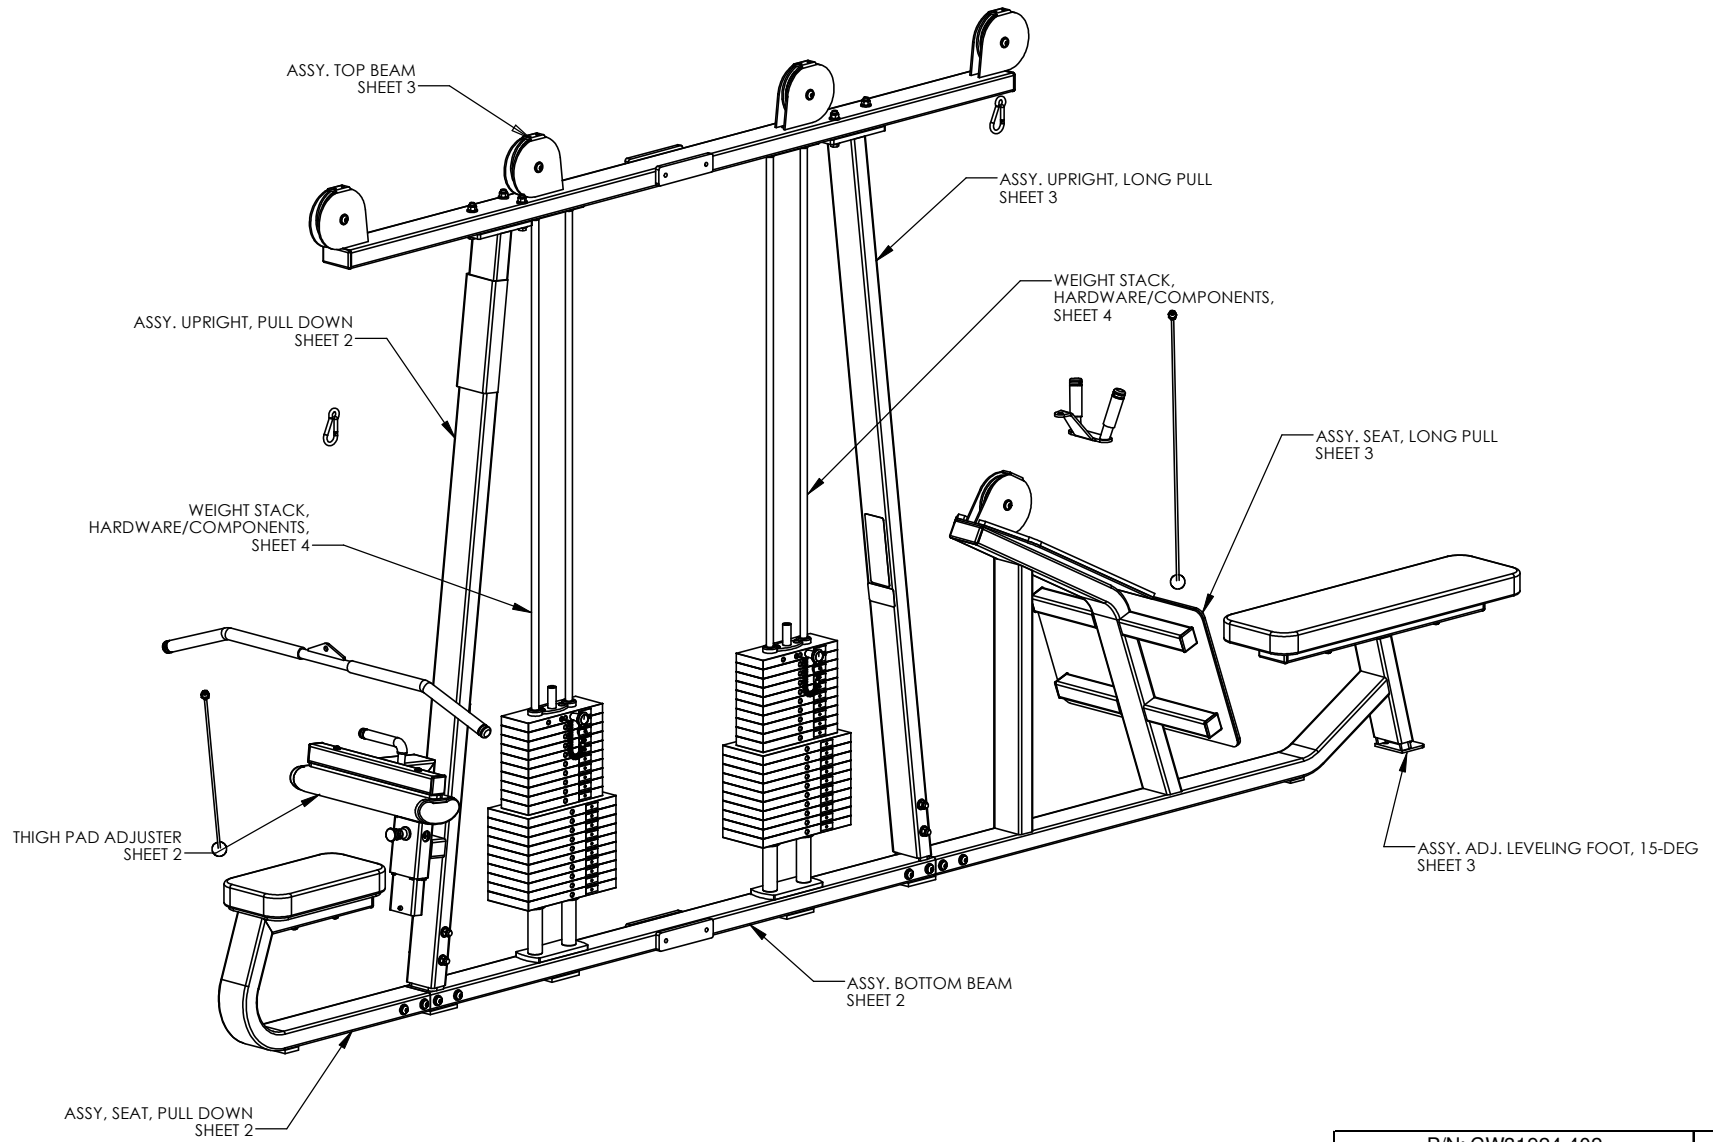 ASSY. TOP BEAM
SHEET 3
ASSY. UPRIGHT, LONG PULL
SHEET 3
WEIGHT STACK,
HARDWARE/COMPONENTS,
SHEET 4
ASSY. UPRIGHT, PULL DOWN
SHEET 2
ASSY. SEAT, LONG PULL
SHEET 3
WEIGHT STACK,
HARDWARE/COMPONENTS,
SHEET 4
THIGH PAD ADJUSTER
SHEET 2
ASSY. ADJ. LEVELING FOOT, 15-DEG
SHEET 3
ASSY. BOTTOM BEAM
SHEET 2
ASSY, SEAT, PULL DOWN
SHEET 2